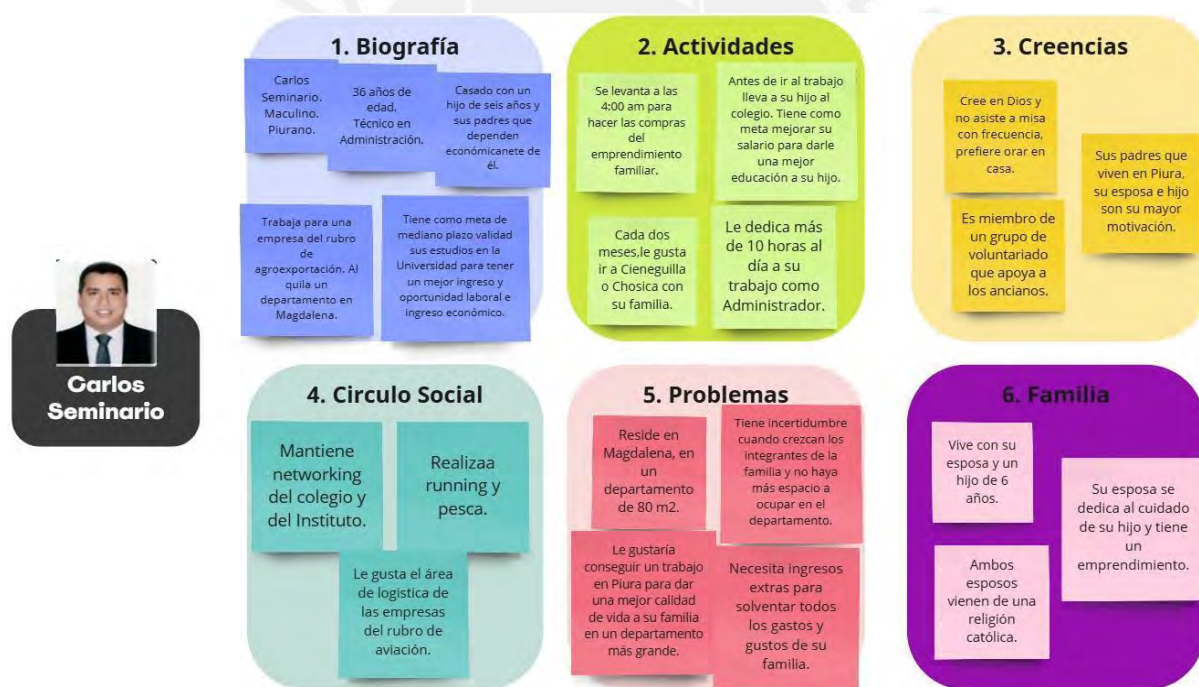 1. Biografía
Carlos
Seminario.
Maculino.
Piurano.
36 años de
edad,
Técnico en
Administración.
Casado con un
hijo de seis años y
sus padres que
dependen
económicanete de
él.
Trabaja para una
empresa del rubro
de
agroexportación. Al
quila un
departamento en
Magdalena.
Tiene como meta de
mediano plazo validad
sus estudios en la
Universidad para tener
un mejor ingreso y
oportunidad laboral e
ingreso económico.
2. Actividades
Se levanta a las
4:00 am para
hacer las compras
del
emprendimiento
familiar.
Antes de ir al trabajo
lleva a su hijo al
colegio. Tiene como
meta mejorar su
salario para darle
una mejor
educación a su hijo.
Cada dos
meses,le gusta
ir a Cieneguilla
o Chosica con
su familia.
Le dedica más
de 10 horas al
día a su
trabajo como
Administrador.
3. Creencias
Cree en Dios y
no asiste a misa
con frecuencia,
prefiere orar en
casa.
Sus padres que
viven en Piura,
su esposa e hijo
son su mayor
motivación.
Es miembro de
un grupo de
voluntariado
que apoya a
los ancianos.
Carlos
Seminario
4. Circulo Social
Mantiene
networking
del colegio y
del Instituto.
Realizaa
running y
pesca.
Le gusta el área
de logistica de
las empresas
del rubro de
aviación.
5. Problemas
Reside en
Magdalena, en
un
departamento
de 80 m2.
Tiene incertidumbre
cuando crezcan los
integrantes de la
familia y no haya
más espacio a
ocupar en el
departamento.
Le gustaría
conseguir un trabajo
en Piura para dar
una mejor calidad
de vida a su familia
en un departamento
más grande.
Necesita ingresos
extras para
solventar todos
los gastos y
gustos de su
familia.
6. Familia
Vive con su
esposa y un
hijo de 6
años.
Su esposa se
dedica al cuidado
de su hijo y tiene
un
emprendimiento.
Ambos
esposos
vienen de una
religión
católica.